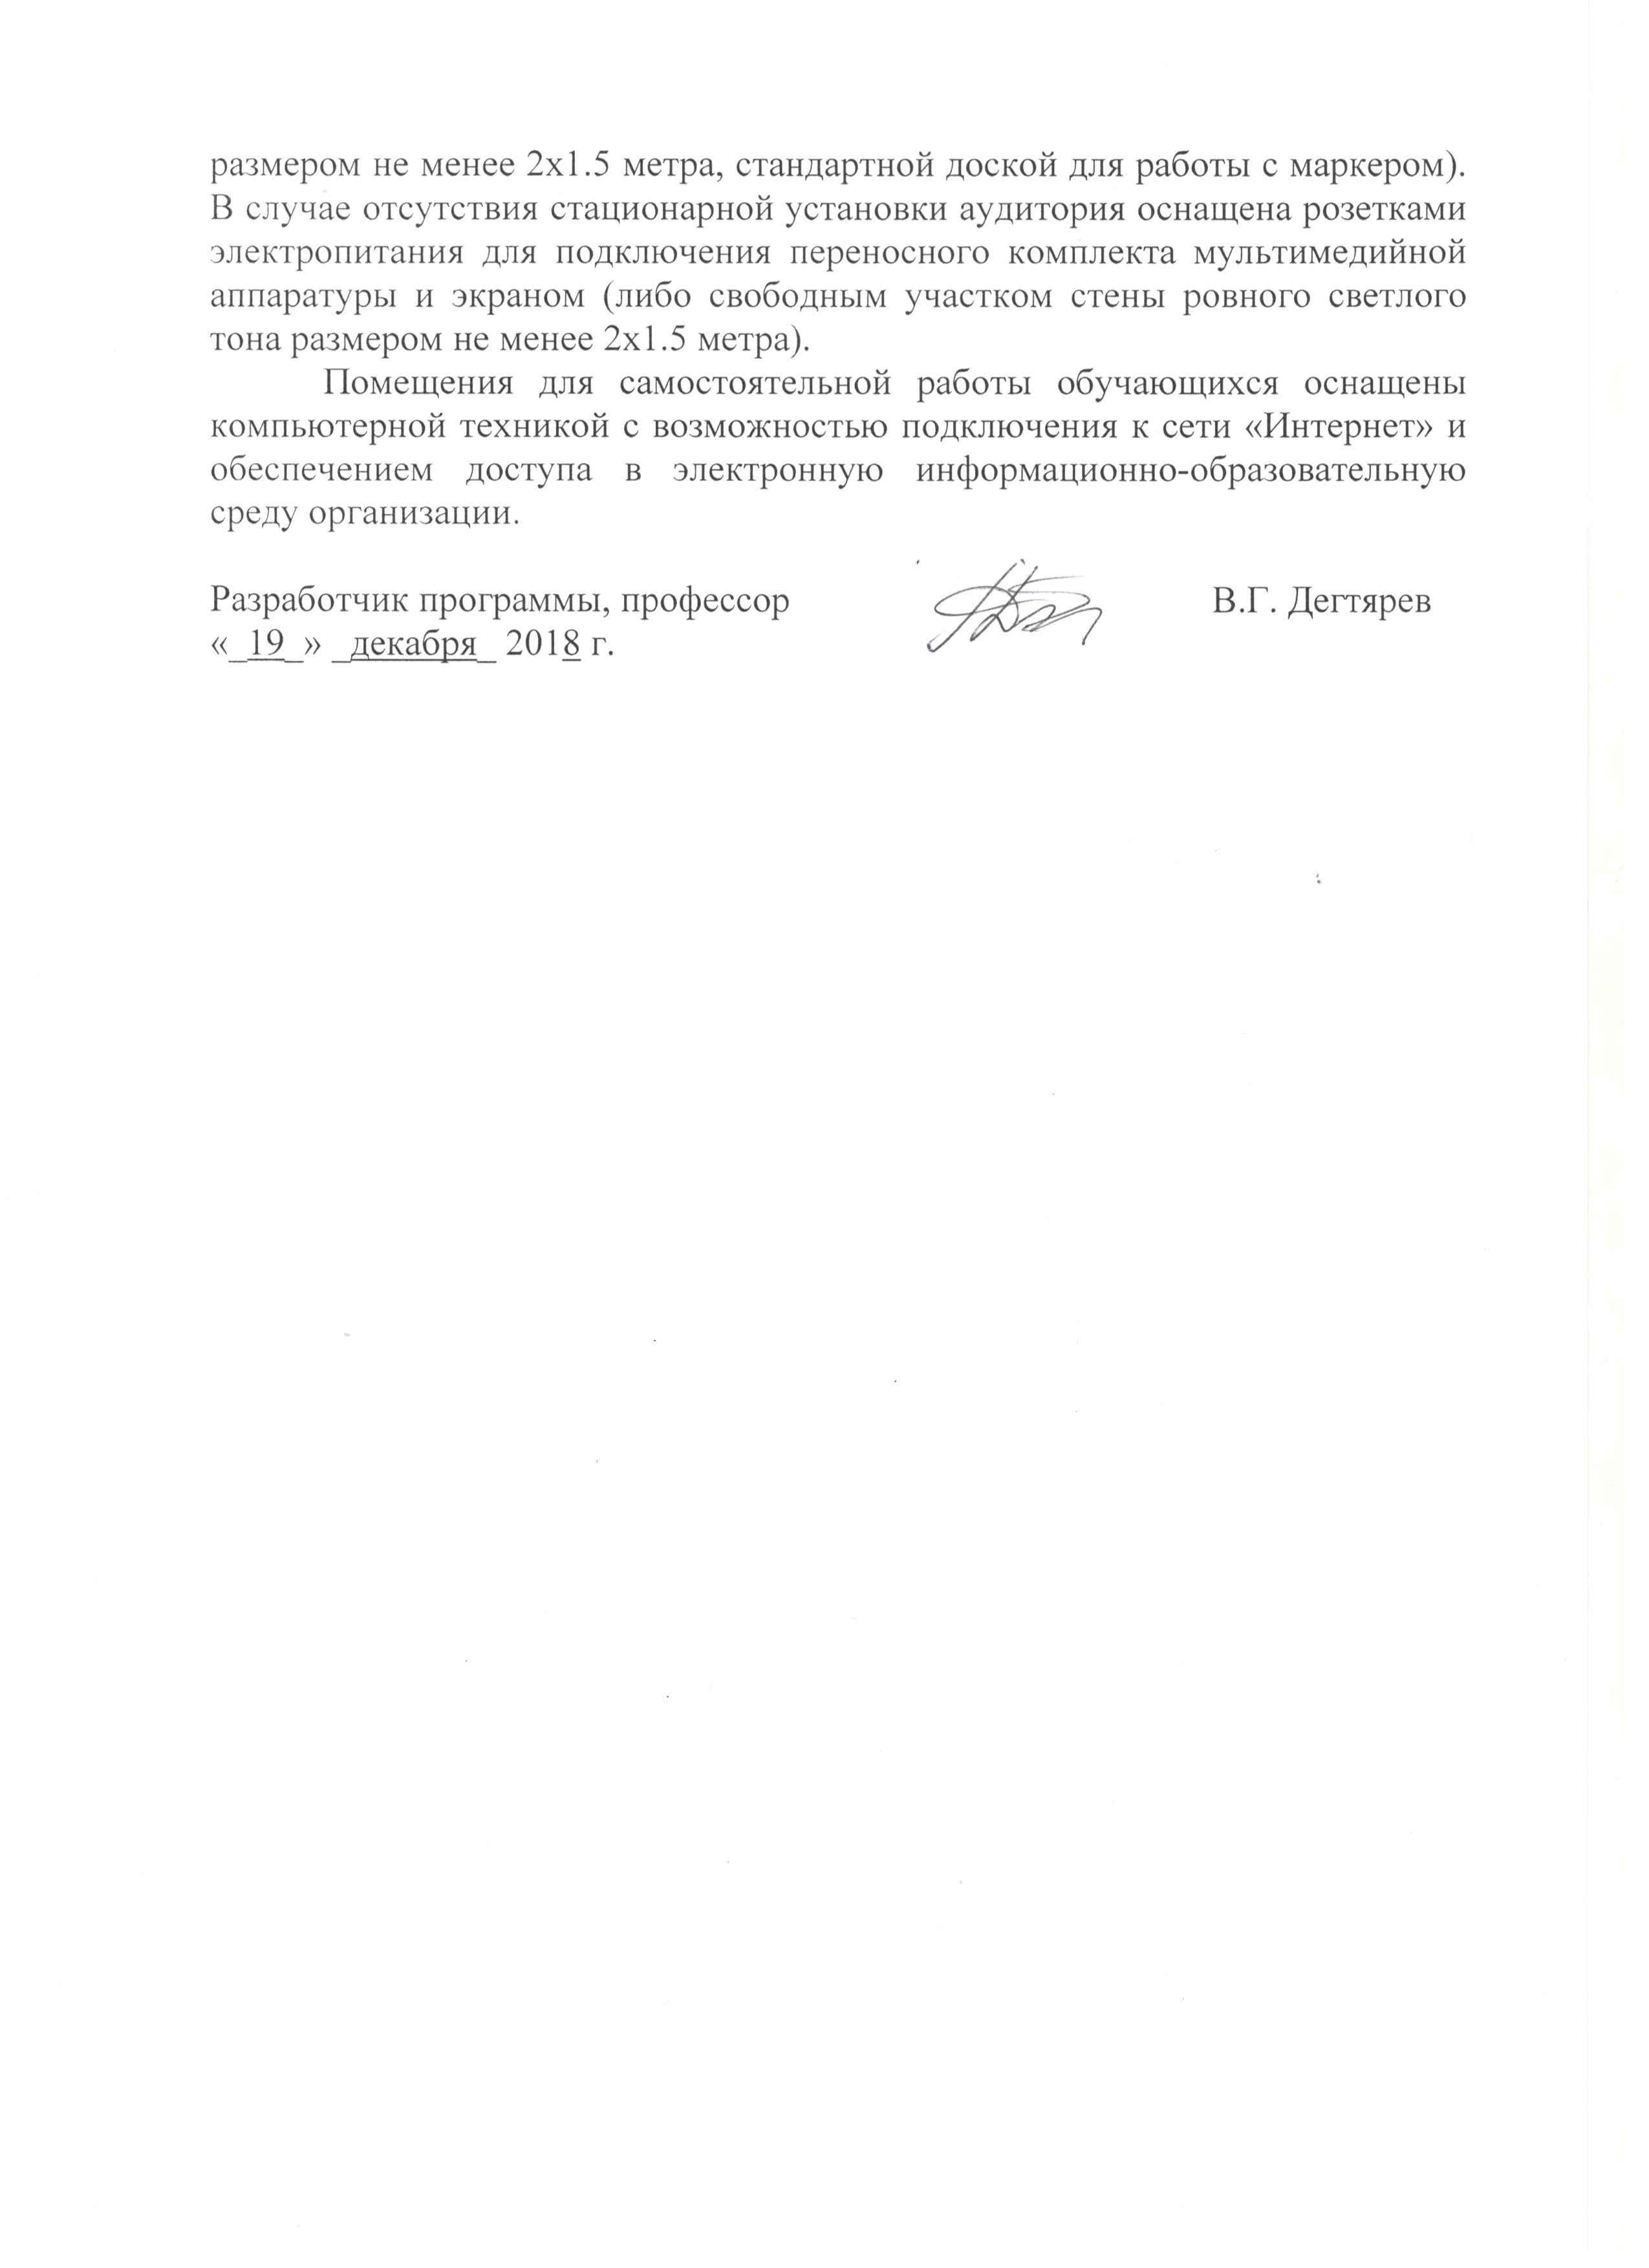 размером не менее 2х1.5 метра, стандартной доской для работы с маркером).
В случае отсутствия стационарной установки аудитория оснащена розетками
электропитания для подключения переносного комплекта мультимедийной
аппаратуры и экраном (либо свободным участком стены ровного светлого
тона размером не менее 2х1.5 метра).
Помещения для самостоятельной работы обучающихся оснащены
компьютерной техникой с возможностью подключения к сети «Интернет» и
обеспечением доступа в электронную информационно-образовательную
среду организации.
Разработчик программы, профессор В.Г. Дегтярев
«_19_» _декабря_ 2018 г.